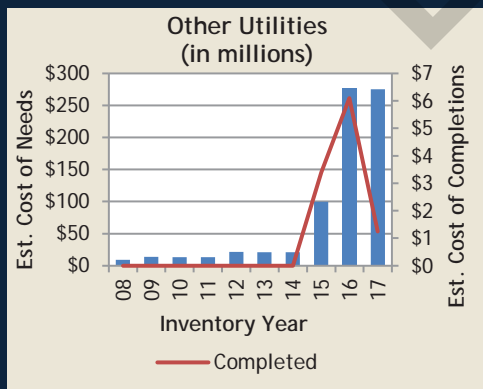 Other Utilities
(in millions)
Est. Cost of Needs
$300
$250
$200
$150
$100
$50
$0
$7
$6
$5
$4
$3
$2
$1
$0
Est. Cost of Completions
08 09 10 11 12 13 14 15 16 17
Inventory Year
Completed